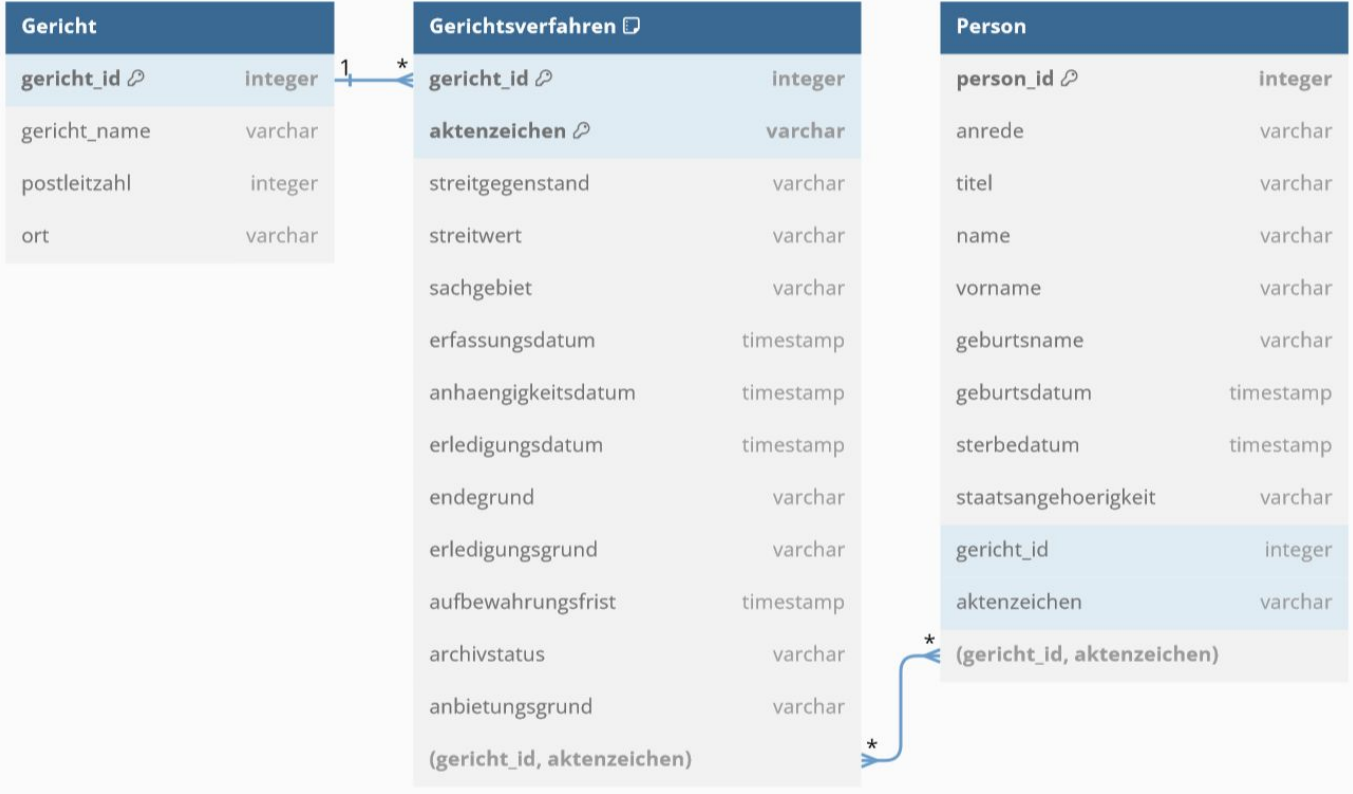 Gericht
gericht_id integer
gericht_name varchar
postleitzahl integer
ort varchar
1 *
Gerichtsverfahren
gericht_id integer
aktenzeichen varchar
streitgegenstand varchar
streitwert varchar
sachgebiet varchar
erfassungsdatum timestamp
anhaengigkeitsdatum timestamp
erledigungsdatum timestamp
endegrund varchar
erledigungsgrund varchar
aufbewahrungsfrist timestamp
archivstatus varchar
anbietungsgrund varchar
(gericht_id, aktenzeichen)
*
*
Person
person_id integer
anrede varchar
titel varchar
name varchar
vorname varchar
geburtsname varchar
geburtsdatum timestamp
sterbedatum timestamp
staatsangehoerigkeit varchar
gericht_id integer
aktenzeichen varchar
(gericht_id, aktenzeichen)